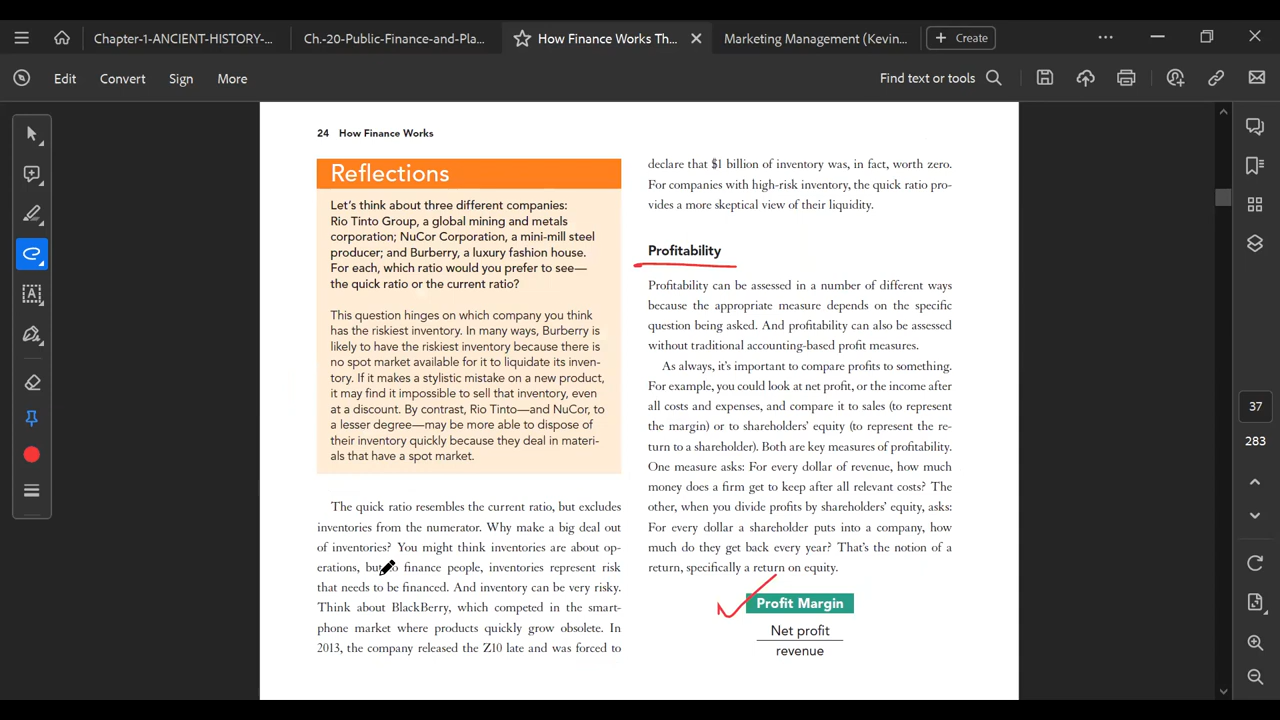 Chapter-1-ANCIENT-HISTORY-...
Ch.-20-Public-Finance-and-Pla...
How Finance Works Th...
Marketing Management (Kevin...
Create
Edit
Convert
Sign
More
Find text or tools
24 How Finance Works
Reflections
Let's think about three different companies:
Rio Tinto Group, a global mining and metals
corporation; NuCor Corporation, a mini-mill steel
producer; and Burberry, a luxury fashion house.
For each, which ratio would you prefer to see—
the quick ratio or the current ratio?
This question hinges on which company you think
has the riskiest inventory. In many ways, Burberry is
likely to have the riskiest inventory because there is
no spot market available for it to liquidate its inven-
tory. If it makes a stylistic mistake on a new product,
it may find it impossible to sell that inventory, even
at a discount. By contrast, Rio Tinto—and NuCor, to
a lesser degree—may be more able to dispose of
their inventory quickly because they deal in materi-
als that have a spot market.
The quick ratio resembles the current ratio, but excludes
inventories from the numerator. Why make a big deal out
of inventories? You might think inventories are about op-
erations, but to finance people, inventories represent risk
that needs to be financed. And inventory can be very risky.
Think about BlackBerry, which competed in the smart-
phone market where products quickly grow obsolete. In
2013, the company released the Z10 late and was forced to
declare that $1 billion of inventory was, in fact, worth zero.
For companies with high-risk inventory, the quick ratio pro-
vides a more skeptical view of their liquidity.
Profitability
Profitability can be assessed in a number of different ways
because the appropriate measure depends on the specific
question being asked. And profitability can also be assessed
without traditional accounting-based profit measures.
As always, it's important to compare profits to something.
For example, you could look at net profit, or the income after
all costs and expenses, and compare it to sales (to represent
the margin) or to shareholders' equity (to represent the re-
turn to a shareholder). Both are key measures of profitability.
One measure asks: For every dollar of revenue, how much
money does a firm get to keep after all relevant costs? The
other, when you divide profits by shareholders' equity, asks:
For every dollar a shareholder puts into a company, how
much do they get back every year? That's the notion of a
return, specifically a return on equity.
Profit Margin
Net profit
revenue
37
283